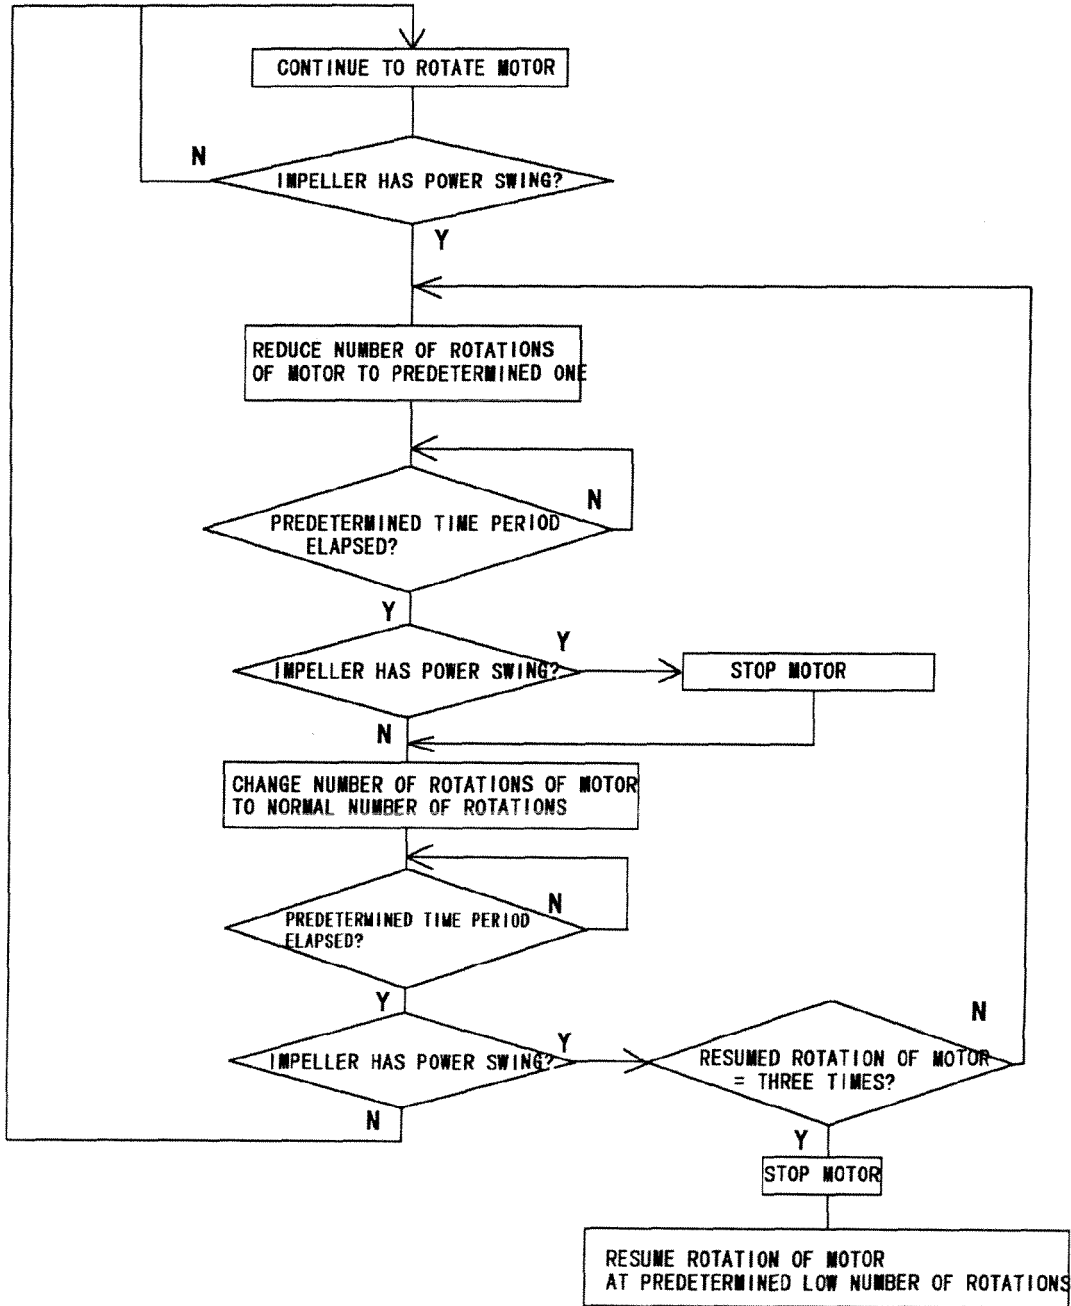 CONTINUE TO ROTATE MOTOR
N
IMPELLER HAS POWER SWING?
Y
REDUCE NUMBER OF ROTATIONS
OF MOTOR TO PREDETERMINED ONE
N
PREDETERMINED TIME PERIOD
ELAPSED?
Y
Y
IMPELLER HAS POWER SWING?
STOP MOTOR
N
CHANGE NUMBER OF ROTATIONS OF MOTOR
TO NORMAL NUMBER OF ROTATIONS
N
PREDETERMINED TIME PERIOD
ELAPSED?
Y
Y
IMPELLER HAS POWER SWING?
N
RESUMED ROTATION OF MOTOR
= THREE TIMES?
N
Y
STOP MOTOR
RESUME ROTATION OF MOTOR
AT PREDETERMINED LOW NUMBER OF ROTATIONS